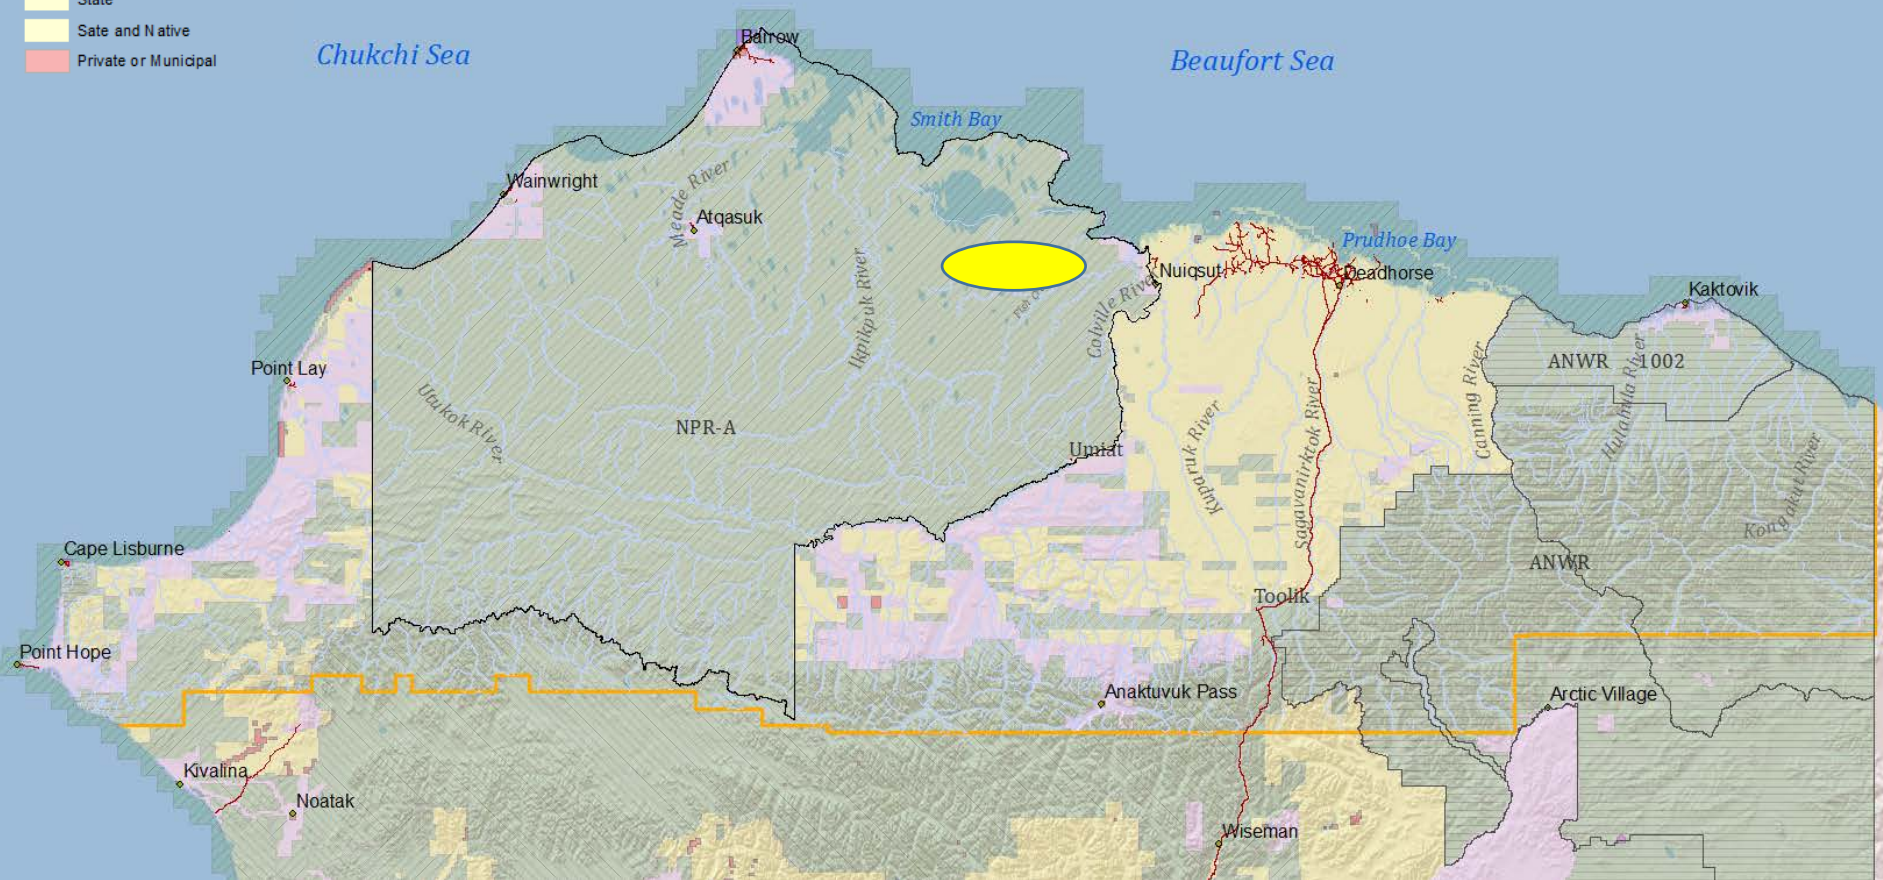 State
Sate and Native
Private or Municipal
Chukchi Sea
Barrow
Beaufort Sea
Smith Bay
Wainwright
Meade River
Atqasuk
Prudhoe Bay
Nuiqsut
Deadhorse
Kaktovik
Ikpikpuk River
Colville River
Point Lay
ANWR 1002
Utukok River
NPR-A
Umiat
Kuparuk River
Sagavanirktok River
Canning River
Hulahula River
Kongakut River
Cape Lisburne
ANWR
Toolik
Point Hope
Anaktuvuk Pass
Arctic Village
Kivalina
Noatak
Wiseman